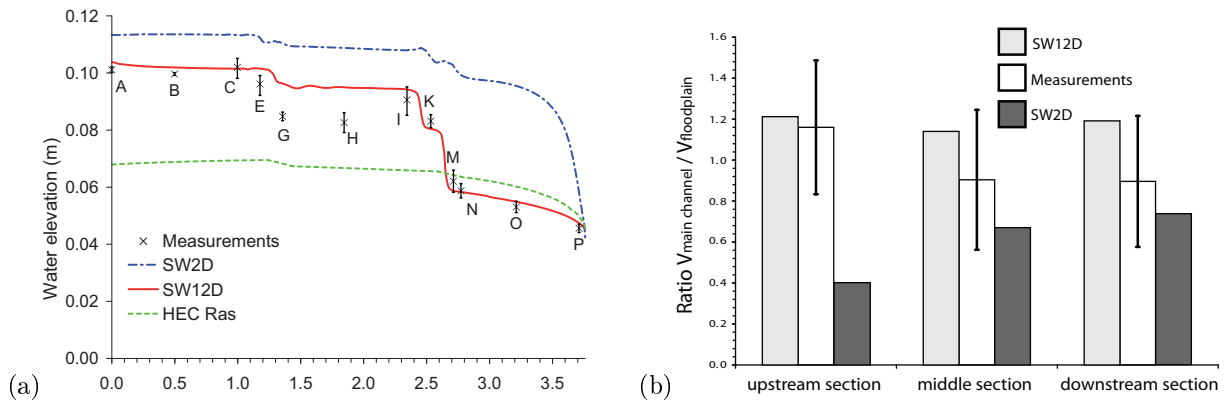 (a)
Water elevation (m)
0.12
0.10
0.08
0.06
0.04
0.02
0.00
0.0 0.5 1.0 1.5 2.0 2.5 3.0 3.5
A B C E G H I K M N O P
Measurements
SW2D
SW12D
HEC Ras
(b)
Ratio Vmain channel / Vfloodplain
1.6
1.4
1.2
1.0
0.8
0.6
0.4
0.2
0.0
SW12D
Measurements
SW2D
upstream section middle section downstream section